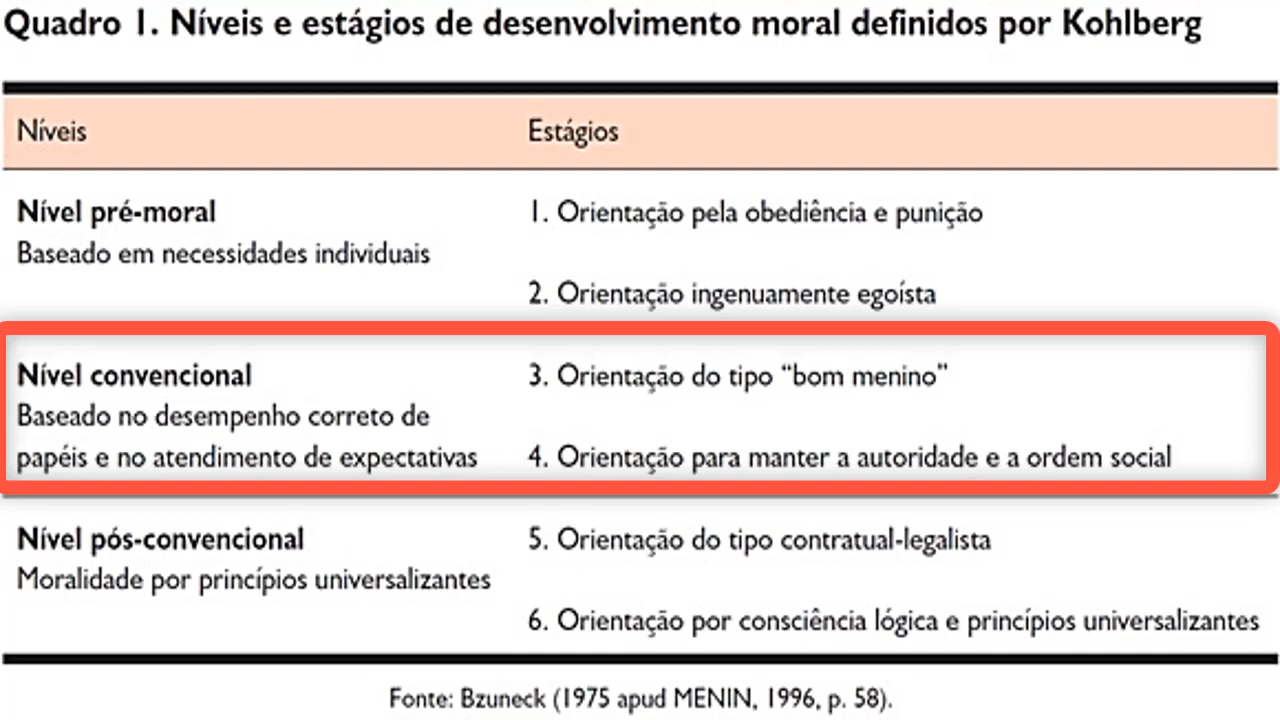 Quadro 1. Níveis e estágios de desenvolvimento moral definidos por Kohlberg
Níveis Estágios
Nível pré-moral 1. Orientação pela obediência e punição
Baseado em necessidades individuais
2. Orientação ingenuamente egoísta
Nível convencional 3. Orientação do tipo “bom menino”
Baseado no desempenho correto de
papéis e no atendimento de expectativas 4. Orientação para manter a autoridade e a ordem social
Nível pós-convencional 5. Orientação do tipo contratual-legalista
Moralidade por princípios universalizantes
6. Orientação por consciência lógica e princípios universalizantes
Fonte: Bzuneck (1975 apud MENIN, 1996, p. 58).